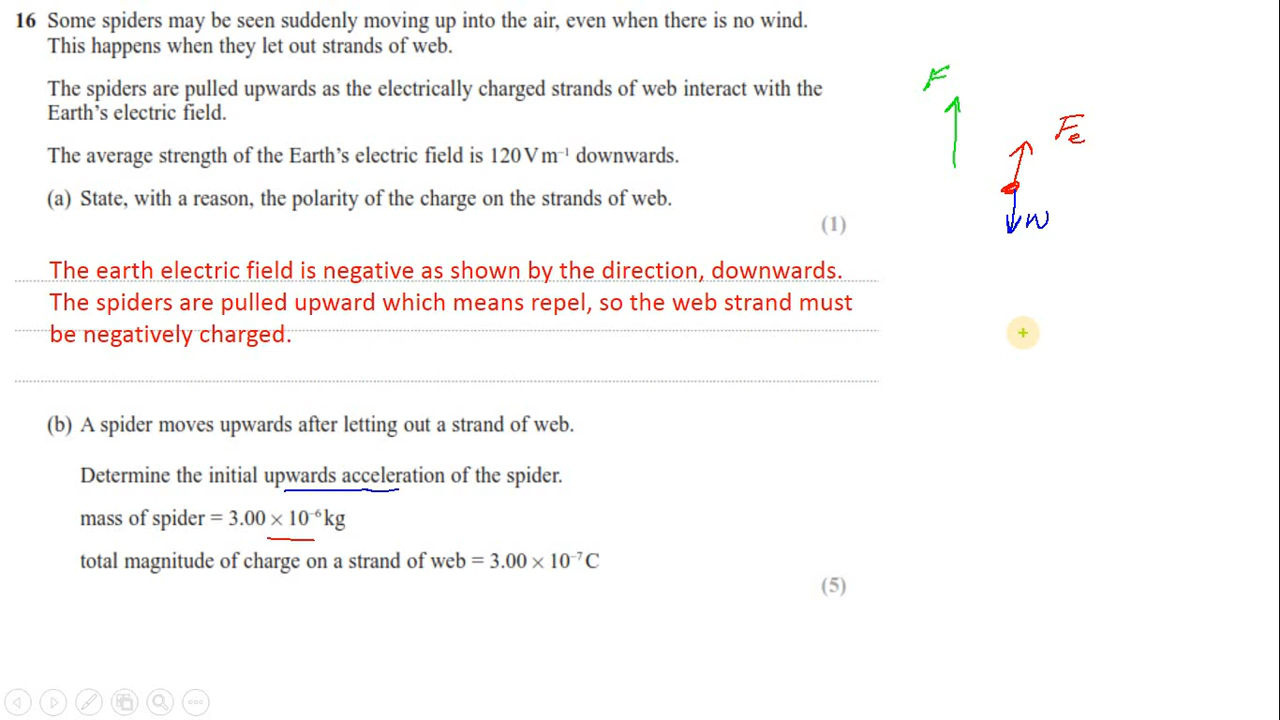 16 Some spiders may be seen suddenly moving up into the air, even when there is no wind.
This happens when they let out strands of web.
The spiders are pulled upwards as the electrically charged strands of web interact with the
Earth's electric field.
The average strength of the Earth's electric field is 120 V m⁻¹ downwards.
(a) State, with a reason, the polarity of the charge on the strands of web.
(1)
The earth electric field is negative as shown by the direction, downwards.
The spiders are pulled upward which means repel, so the web strand must
be negatively charged.
(b) A spider moves upwards after letting out a strand of web.
Determine the initial upwards acceleration of the spider.
mass of spider = 3.00 × 10⁻⁶ kg
total magnitude of charge on a strand of web = 3.00 × 10⁻⁷ C
(5)
F
Fe
W